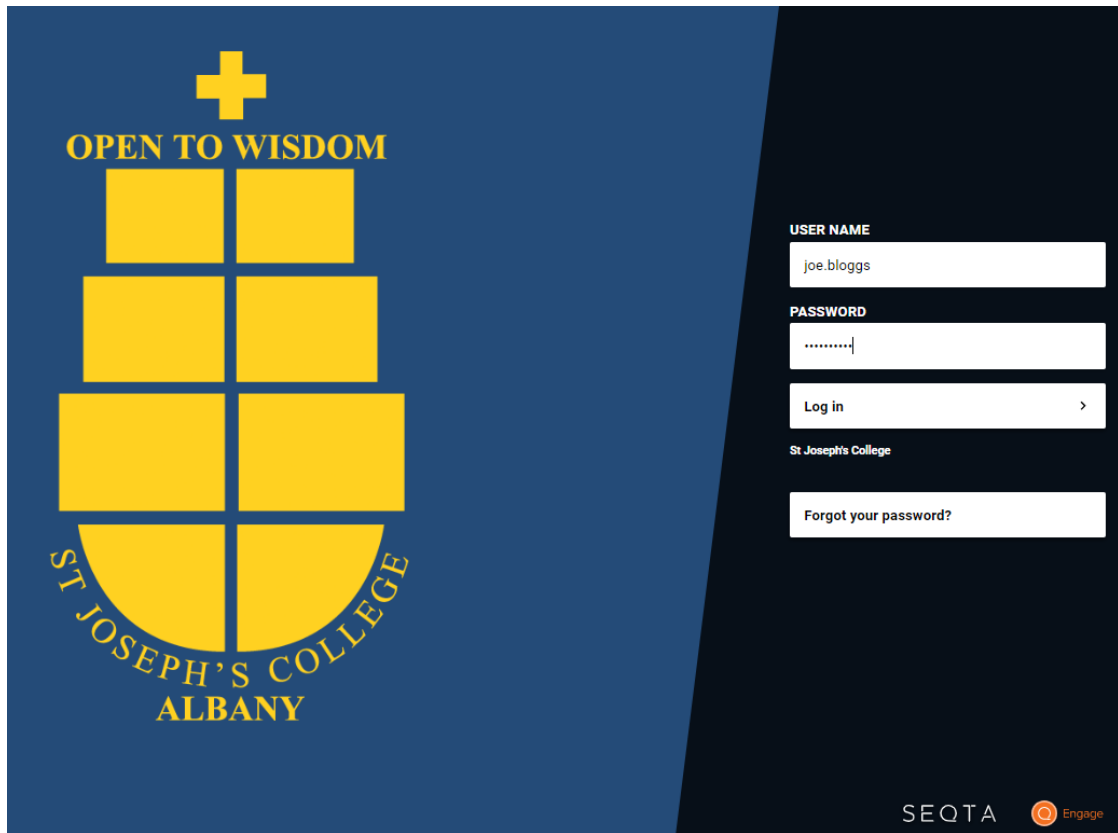 OPEN TO WISDOM
ST JOSEPH'S COLLEGE
ALBANY
USER NAME
joe.bloggs
PASSWORD
••••••••••
Log in
St Joseph's College
Forgot your password?
SEQTA
Engage